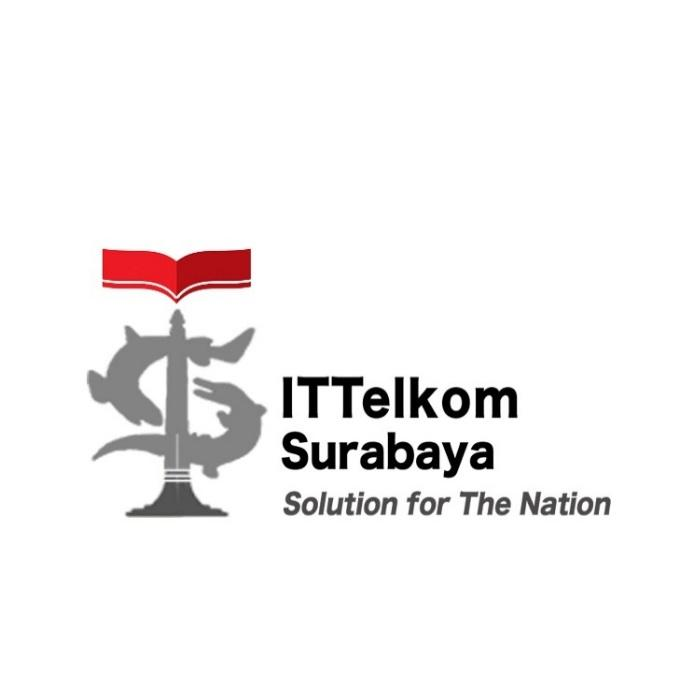 ITTelkom
Surabaya
Solution for The Nation